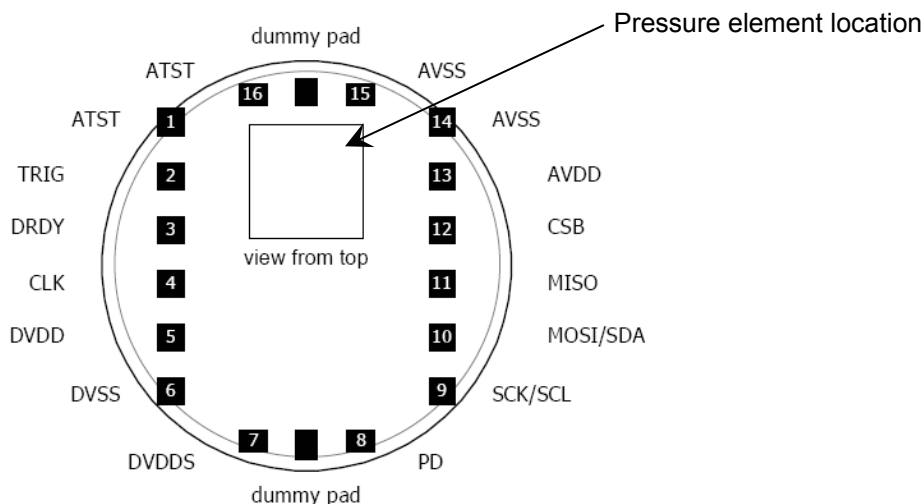 Pressure element location
dummy pad
ATST
AVSS
16
15
ATST
1
14
AVSS
TRIG
2
13
AVDD
DRDY
3
12
CSB
view from top
CLK
4
11
MISO
DVDD
5
10
MOSI/SDA
DVSS
6
9
SCK/SCL
7
8
DVDDS
PD
dummy pad